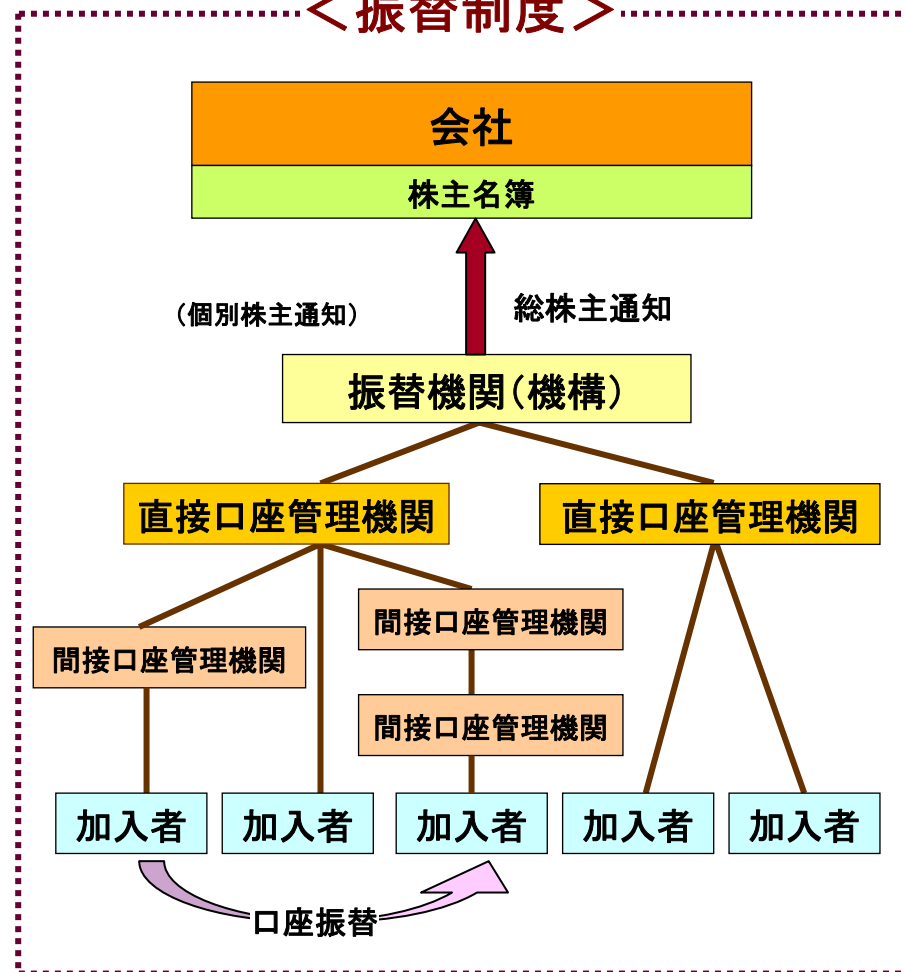 ＜振替制度＞
会社
株主名簿
（個別株主通知）
総株主通知
振替機関（機構）
直接口座管理機関
直接口座管理機関
間接口座管理機関
間接口座管理機関
間接口座管理機関
加入者
加入者
加入者
加入者
加入者
口座振替